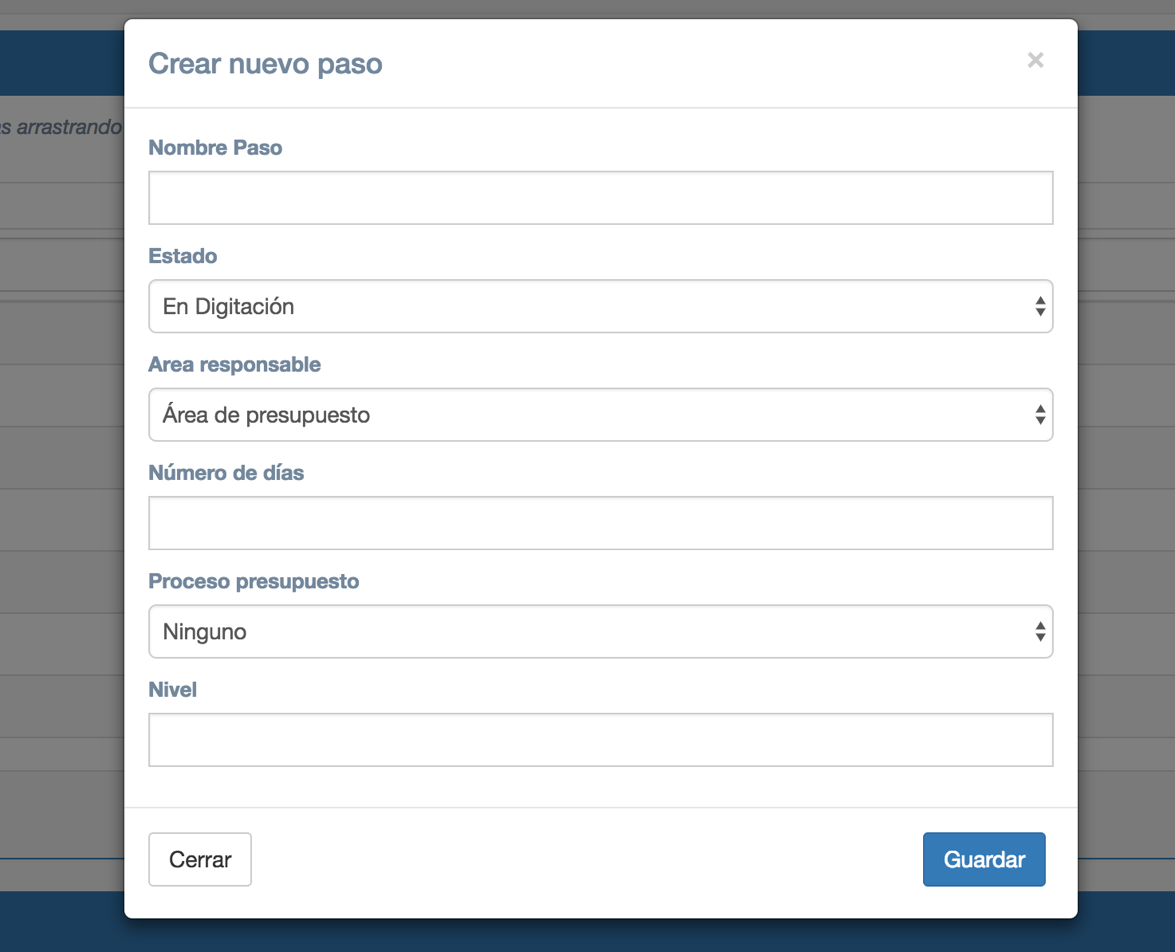 Crear nuevo paso
×
s arrastrando
Nombre Paso
Estado
En Digitación
Area responsable
Área de presupuesto
Número de días
Proceso presupuesto
Ninguno
Nivel
Cerrar
Guardar